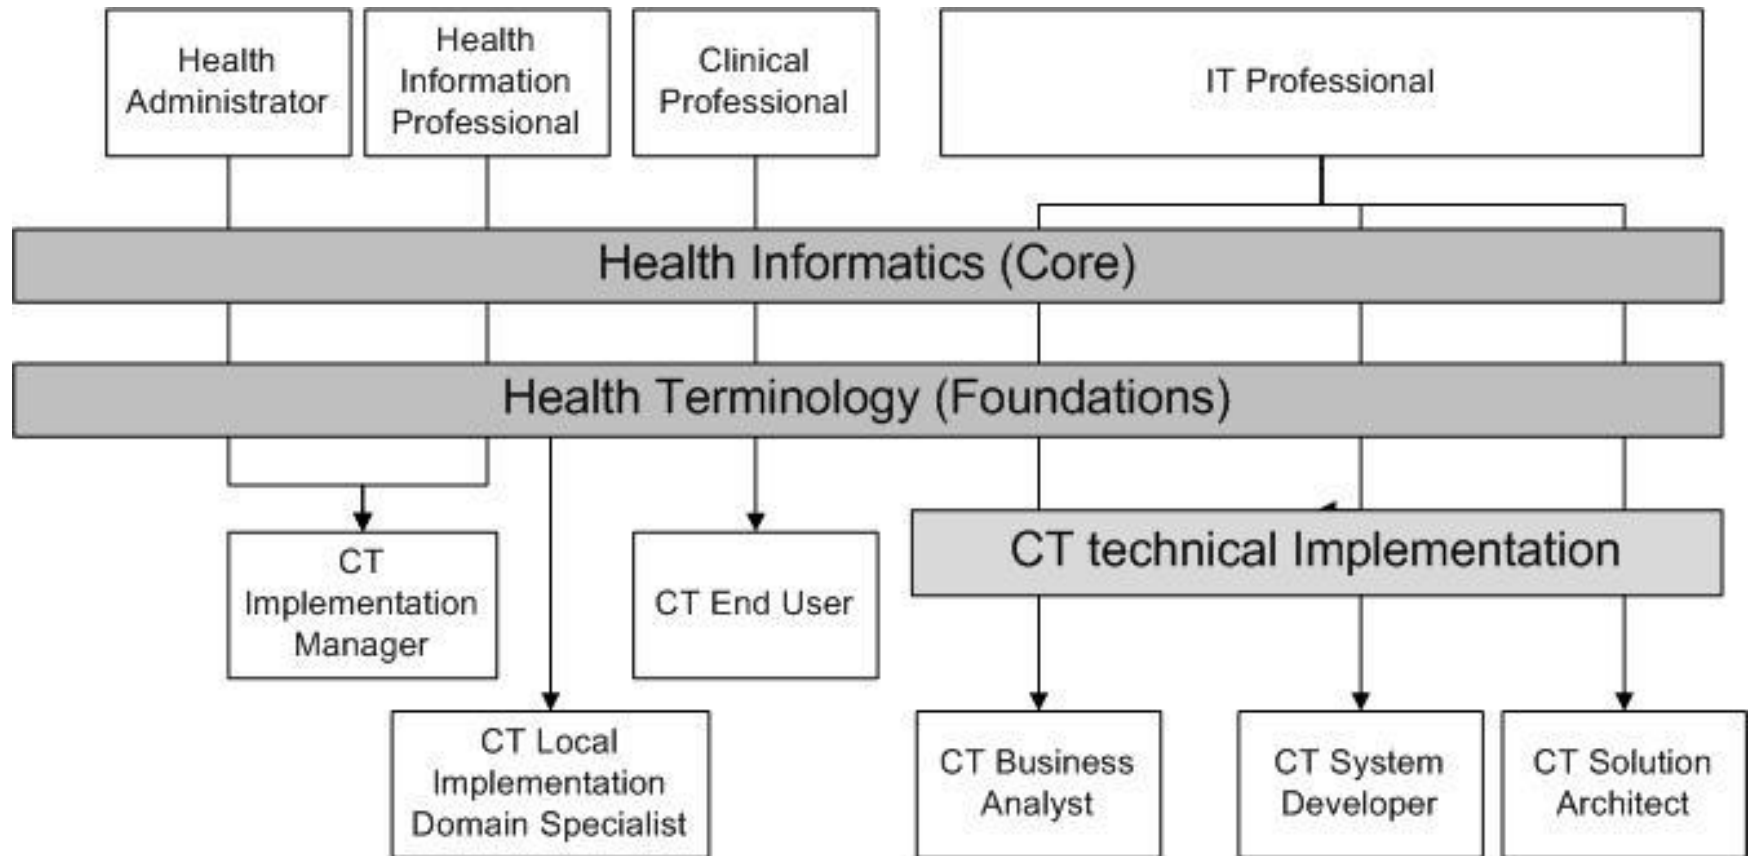 Health
Administrator
Health
Information
Professional
Clinical
Professional
IT Professional
Health Informatics (Core)
Health Terminology (Foundations)
CT technical Implementation
CT
Implementation
Manager
CT End User
CT Local
Implementation
Domain Specialist
CT Business
Analyst
CT System
Developer
CT Solution
Architect